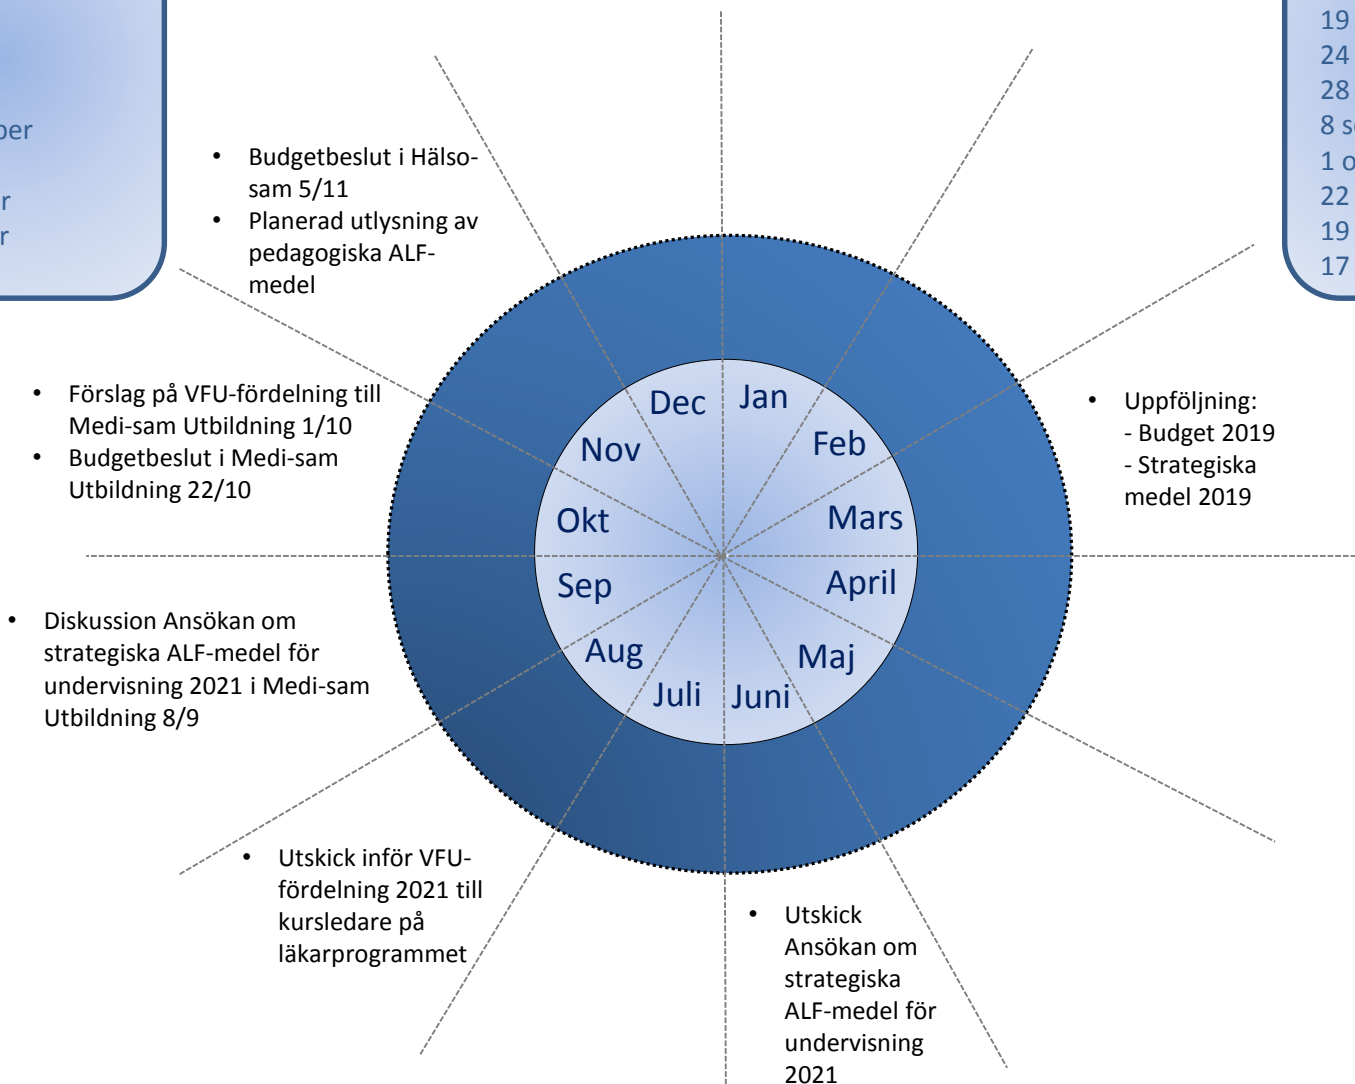 19
24
28
8
1
22
19
17
• Budgetbeslut i Hälso-
sam 5/11
• Planerad utlysning av
pedagogiska ALF-
medel
• Förslag på VFU-fördelning till
Medi-sam Utbildning 1/10
• Budgetbeslut i Medi-sam
Utbildning 22/10
• Uppföljning:
- Budget 2019
- Strategiska
medel 2019
Dec
Jan
Nov
Feb
Okt
Mars
Sep
April
Aug
Maj
Juli
Juni
• Diskussion Ansökan om
strategiska ALF-medel för
undervisning 2021 i Medi-sam
Utbildning 8/9
• Utskick inför VFU-
fördelning 2021 till
kursledare på
läkarprogrammet
• Utskick
Ansökan om
strategiska
ALF-medel för
undervisning
2021